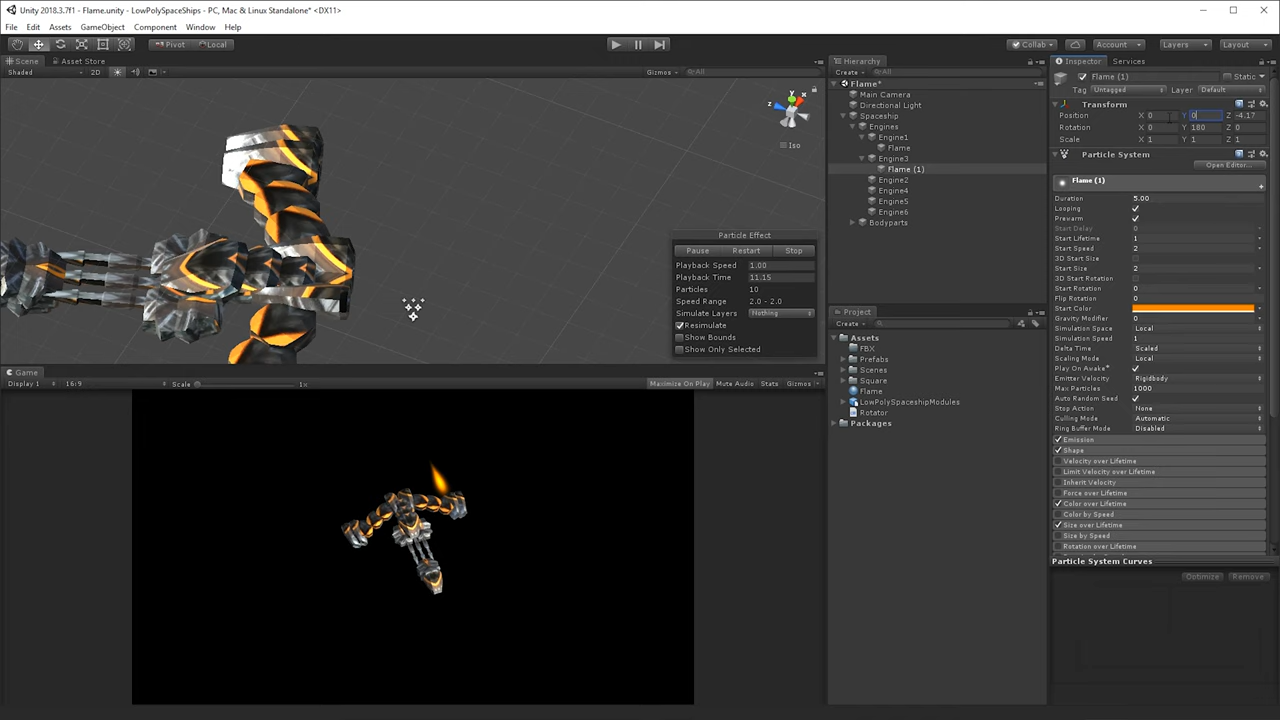 Unity 2018.3.7f1 - Flame.unity - LowPolySpaceShips - PC, Mac & Linux Standalone* <DX11>
File Edit Assets GameObject Component Window Help
Pivot Local Collab Account Layers Layout
Scene Asset Store
Shaded 2D Gizmos All
y
z
Iso
Particle Effect
Pause Restart Stop
Playback Speed 1.00
Playback Time 11.15
Particles 10
Speed Range 2.0 - 2.0
Simulate Layers Nothing
Resimulate
Show Bounds
Show Only Selected
Game
Display 1 16:9 Scale 1x Maximize On Play Mute Audio Stats Gizmos
Hierarchy
Create All
Flame*
Main Camera
Directional Light
Spaceship
Engines
Engine1
Flame
Engine3
Flame (1)
Engine2
Engine4
Engine5
Engine6
Bodyparts
Project
Create
Assets
FBX
Prefabs
Scenes
Square
Flame
LowPolySpaceshipModules
Rotator
Packages
Inspector Services
Flame (1) Static
Tag Untagged Layer Default
Transform
Position X 0 Y 0 Z -4.17
Rotation X 0 Y 180 Z 0
Scale X 1 Y 1 Z 1
Particle System
Open Editor...
Flame (1)
Duration 5.00
Looping
Prewarm
Start Delay 0
Start Lifetime 1
Start Speed 2
3D Start Size
Start Size 2
3D Start Rotation
Start Rotation 0
Flip Rotation 0
Start Color
Gravity Modifier 0
Simulation Space Local
Simulation Speed 1
Delta Time Scaled
Scaling Mode Local
Play On Awake*
Emitter Velocity Rigidbody
Max Particles 1000
Auto Random Seed
Stop Action None
Culling Mode Automatic
Ring Buffer Mode Disabled
Emission
Shape
Velocity over Lifetime
Limit Velocity over Lifetime
Inherit Velocity
Force over Lifetime
Color over Lifetime
Color by Speed
Size over Lifetime
Size by Speed
Rotation over Lifetime
Particle System Curves
Optimize Remove